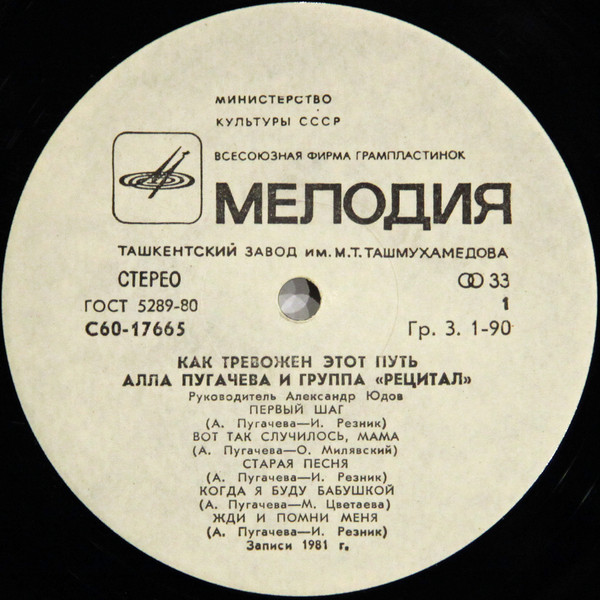 МИНИСТЕРСТВО
КУЛЬТУРЫ СССР
ВСЕСОЮЗНАЯ ФИРМА ГРАМПЛАСТИНОК
МЕЛОДИЯ
ТАШКЕНТСКИЙ ЗАВОД ИМ. М.Т. ТАШМУХАМЕДОВА
СТЕРЕО 33
ГОСТ 5289-80 1
С60-17665 Гр. 3. 1-90
КАК ТРЕВОЖЕН ЭТОТ ПУТЬ
АЛЛА ПУГАЧЕВА И ГРУППА «РЕЦИТАЛ»
Руководитель Александр Юдов
ПЕРВЫЙ ШАГ
(А. Пугачева—И. Резник)
ВОТ ТАК СЛУЧИЛОСЬ, МАМА
(А. Пугачева—О. Милявский)
СТАРАЯ ПЕСНЯ
(А. Пугачева—И. Резник)
КОГДА Я БУДУ БАБУШКОЙ
(А. Пугачева—М. Цветаева)
ЖДИ И ПОМНИ МЕНЯ
(А. Пугачева—И. Резник)
Записи 1981 г.